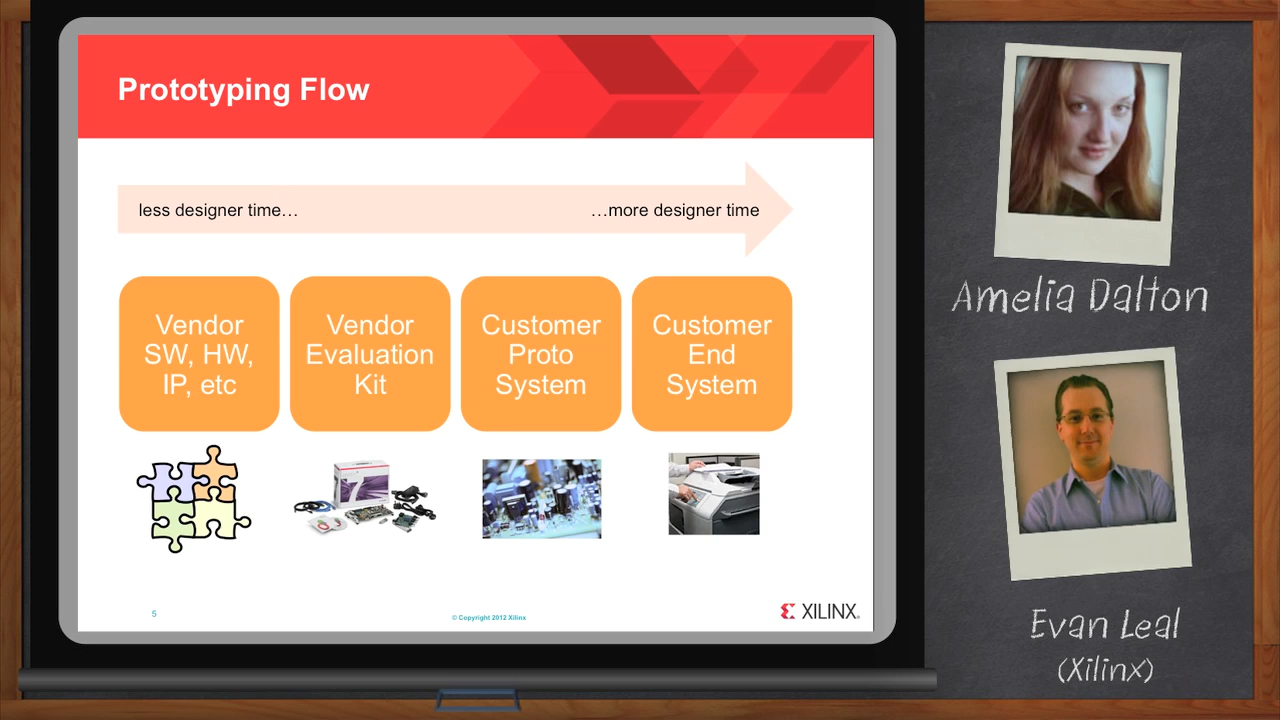 Prototyping Flow
less designer time…
…more designer time
Vendor
SW, HW,
IP, etc
Vendor
Evaluation
Kit
Customer
Proto
System
Customer
End
System
7
5
© Copyright 2012 Xilinx
XILINX
Amelia Dalton
Evan Leal
(Xilinx)